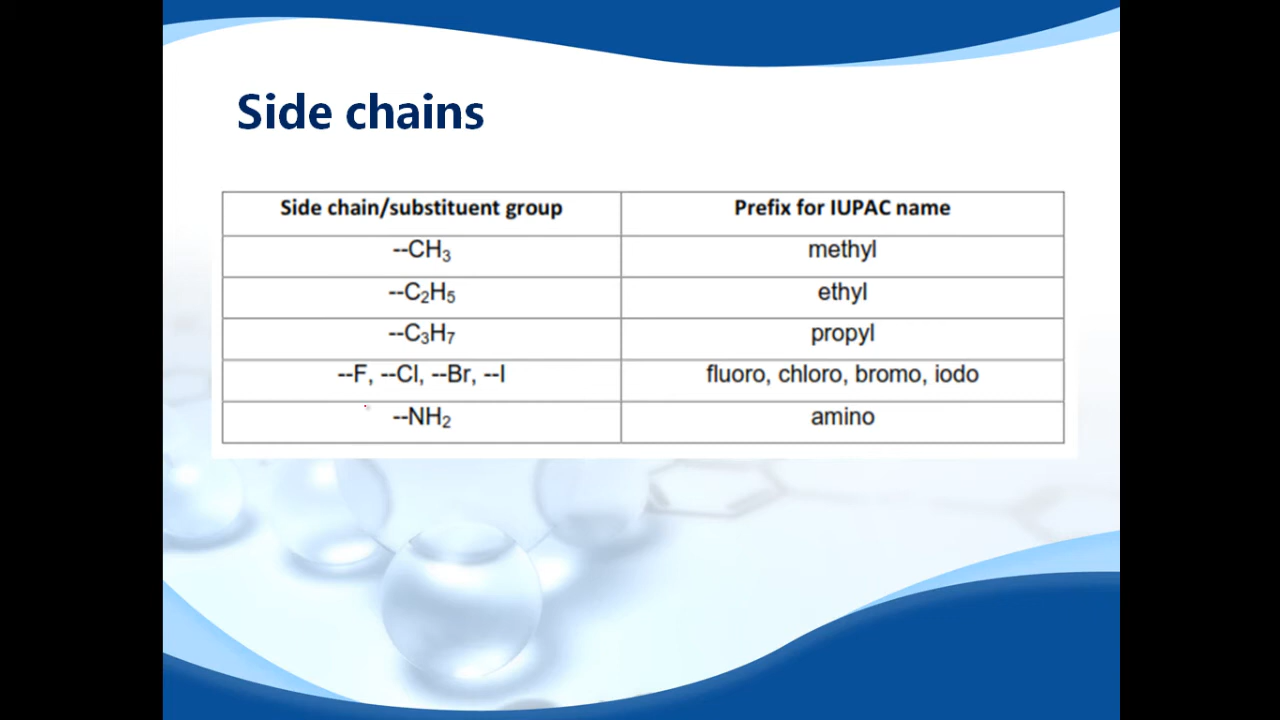 Side chains
Side chain/substituent group Prefix for IUPAC name
--CH₃ methyl
--C₂H₅ ethyl
--C₃H₇ propyl
--F, --Cl, --Br, --I fluoro, chloro, bromo, iodo
--NH₂ amino